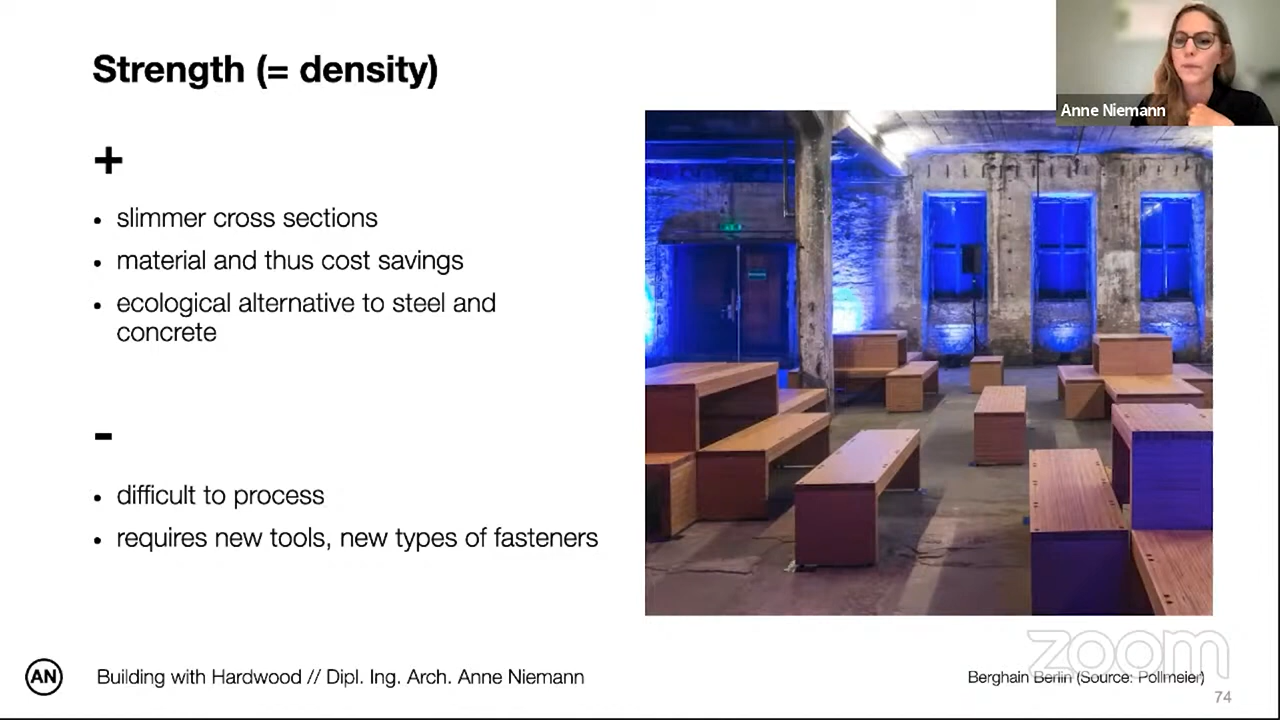 Strength (= density)
Anne Niemann
+
• slimmer cross sections
• material and thus cost savings
• ecological alternative to steel and
concrete
-
• difficult to process
• requires new tools, new types of fasteners
zoom
AN
Building with Hardwood // Dipl. Ing. Arch. Anne Niemann
Berghain Berlin (Source: Pollmeier)
74